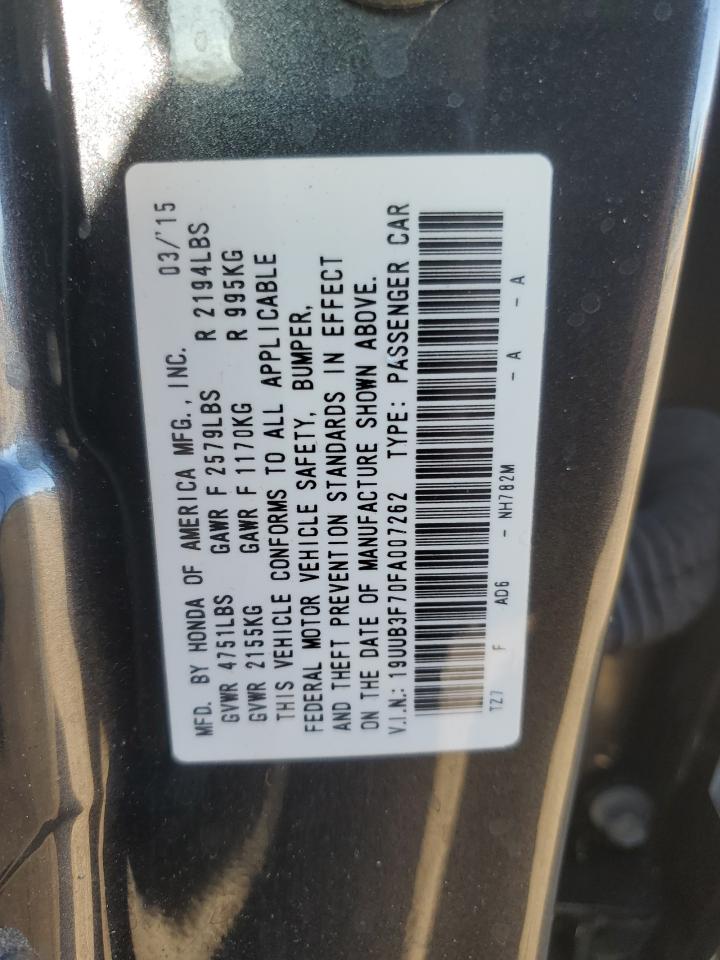 MFD. BY HONDA OF AMERICA MFG., INC. 03/'15
GVWR 4751LBS GAWR F 2579LBS R 2194LBS
GVWR 2155KG GAWR F 1170KG R 995KG
THIS VEHICLE CONFORMS TO ALL APPLICABLE
FEDERAL MOTOR VEHICLE SAFETY, BUMPER,
AND THEFT PREVENTION STANDARDS IN EFFECT
ON THE DATE OF MANUFACTURE SHOWN ABOVE.
V.I.N.: 19UUB3F70FA007262 TYPE: PASSENGER CAR
TZ7 F AD6 - NH782M - A - A